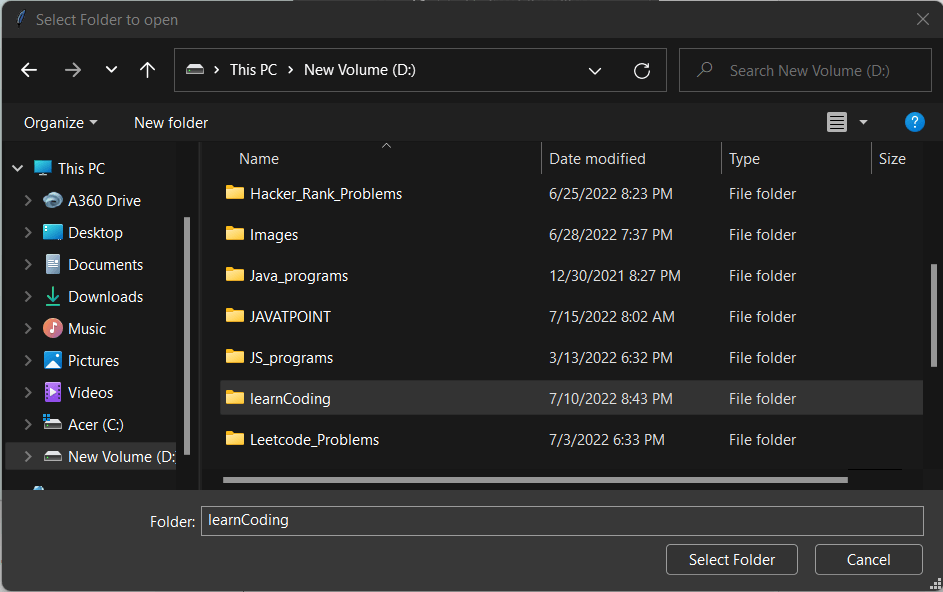 Select Folder to open
This PC › New Volume (D:)
Search New Volume (D:)
Organize
New folder
?
Name Date modified Type Size
This PC
A360 Drive
Desktop
Documents
Downloads
Music
Pictures
Videos
Acer (C:)
New Volume (D:
Hacker_Rank_Problems 6/25/2022 8:23 PM File folder
Images 6/28/2022 7:37 PM File folder
Java_programs 12/30/2021 8:27 PM File folder
JAVATPOINT 7/15/2022 8:02 AM File folder
JS_programs 3/13/2022 6:32 PM File folder
learnCoding 7/10/2022 8:43 PM File folder
Leetcode_Problems 7/3/2022 6:33 PM File folder
Folder: learnCoding
Select Folder
Cancel